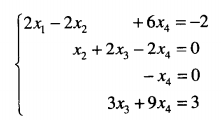 2x₁ − 2x₂ + 6x₄ = −2
x₂ + 2x₃ − 2x₄ = 0
− x₄ = 0
3x₃ + 9x₄ = 3